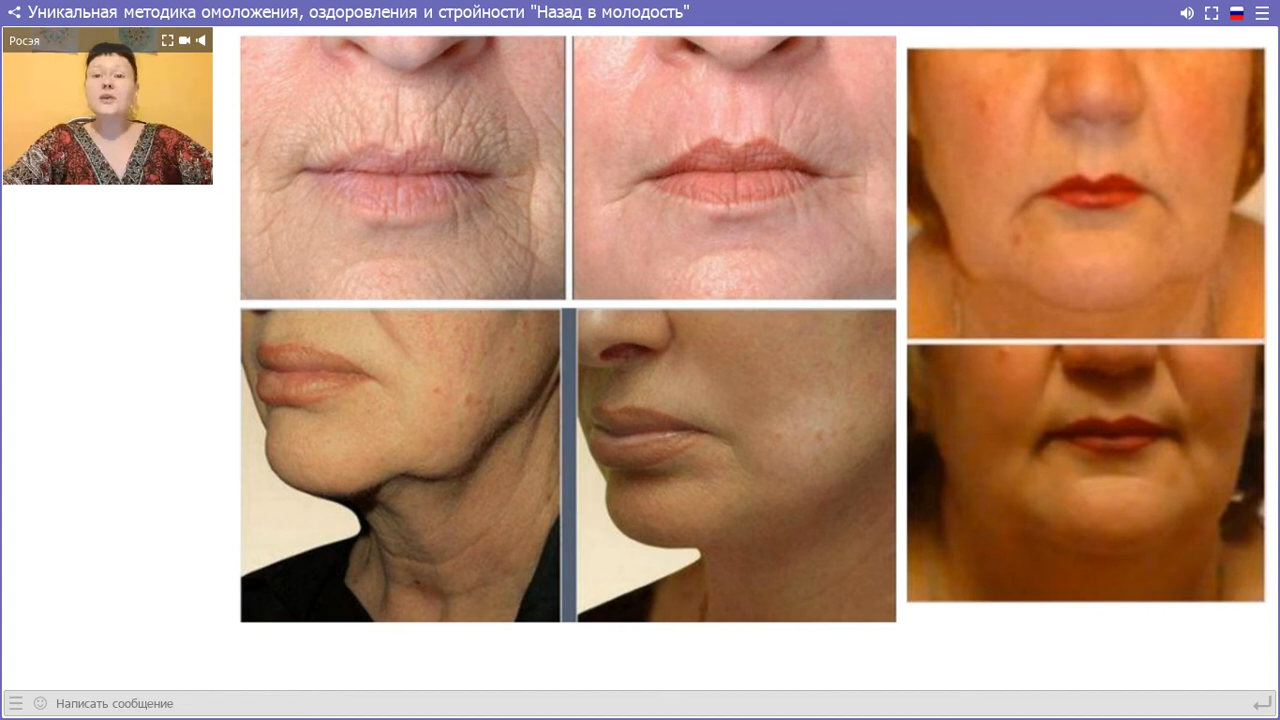 Уникальная методика омоложения, оздоровления и стройности "Назад в молодость"
Росэя
Написать сообщение